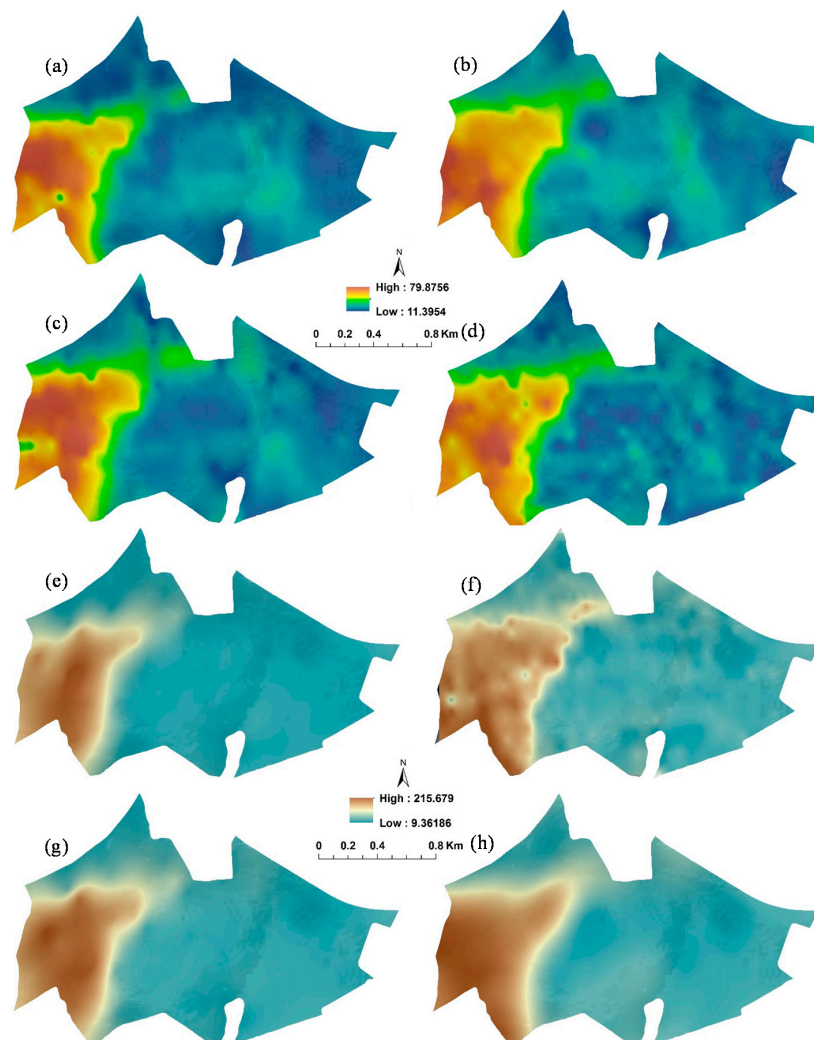 (a)
(b)
N
High : 79.8756
Low : 11.3954
0 0.2 0.4 0.8 Km
(c)
(d)
(e)
(f)
N
High : 215.679
Low : 9.36186
0 0.2 0.4 0.8 Km
(g)
(h)